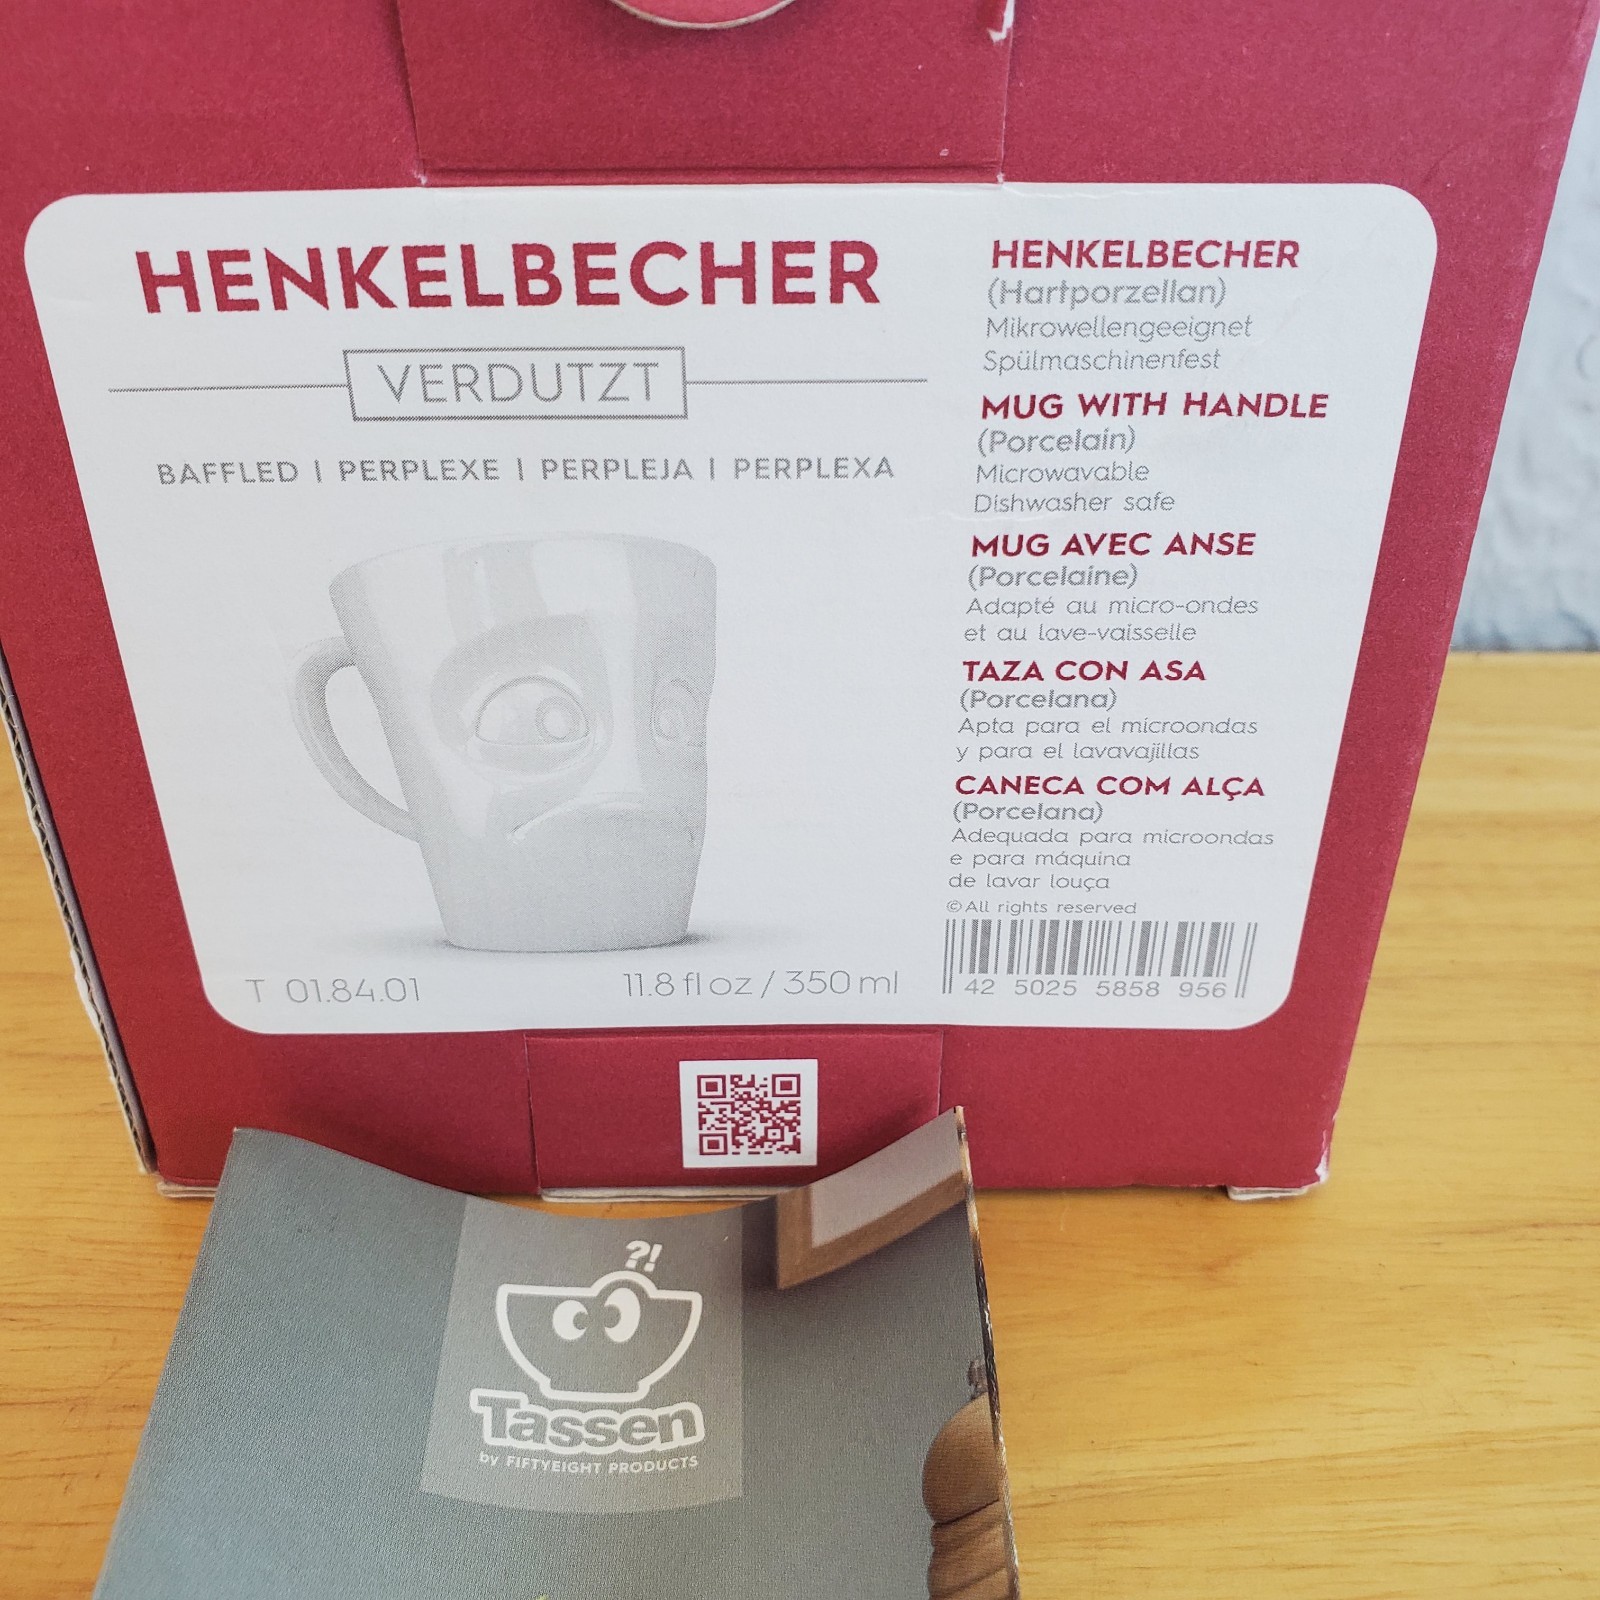 HENKELBECHER
VERDUTZT
BAFFLED | PERPLEXE | PERPLEJA | PERPLEXA
T 01.84.01
11.8 fl oz / 350 ml
HENKELBECHER
(Hartporzellan)
Mikrowellengeeignet
Spülmaschinenfest
MUG WITH HANDLE
(Porcelain)
Microwavable
Dishwasher safe
MUG AVEC ANSE
(Porcelaine)
Adapté au micro-ondes
et au lave-vaisselle
TAZA CON ASA
(Porcelana)
Apta para el microondas
y para el lavavajillas
CANECA COM ALÇA
(Porcelana)
Adequada para microondas
e para máquina
de lavar louça
© All rights reserved
42 5025 5858 956
?!
Tassen
by FIFTYEIGHT PRODUCTS